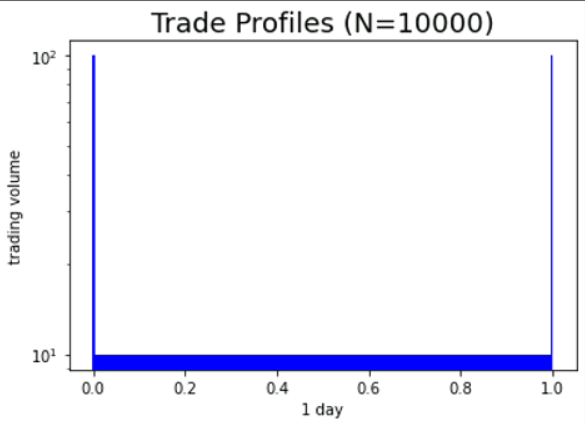 Trade Profiles (N=10000)
10²
trading volume
10¹
0.0 0.2 0.4 0.6 0.8 1.0
1 day